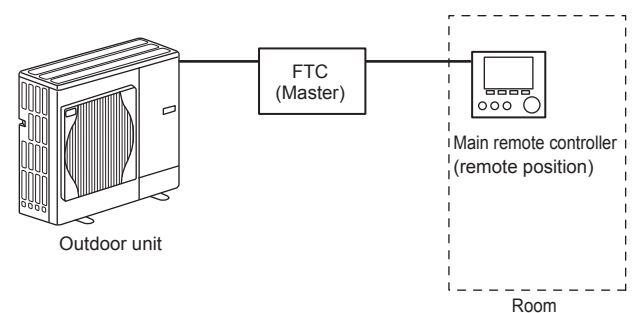 FTC
(Master)
Main remote controller
(remote position)
Outdoor unit
Room